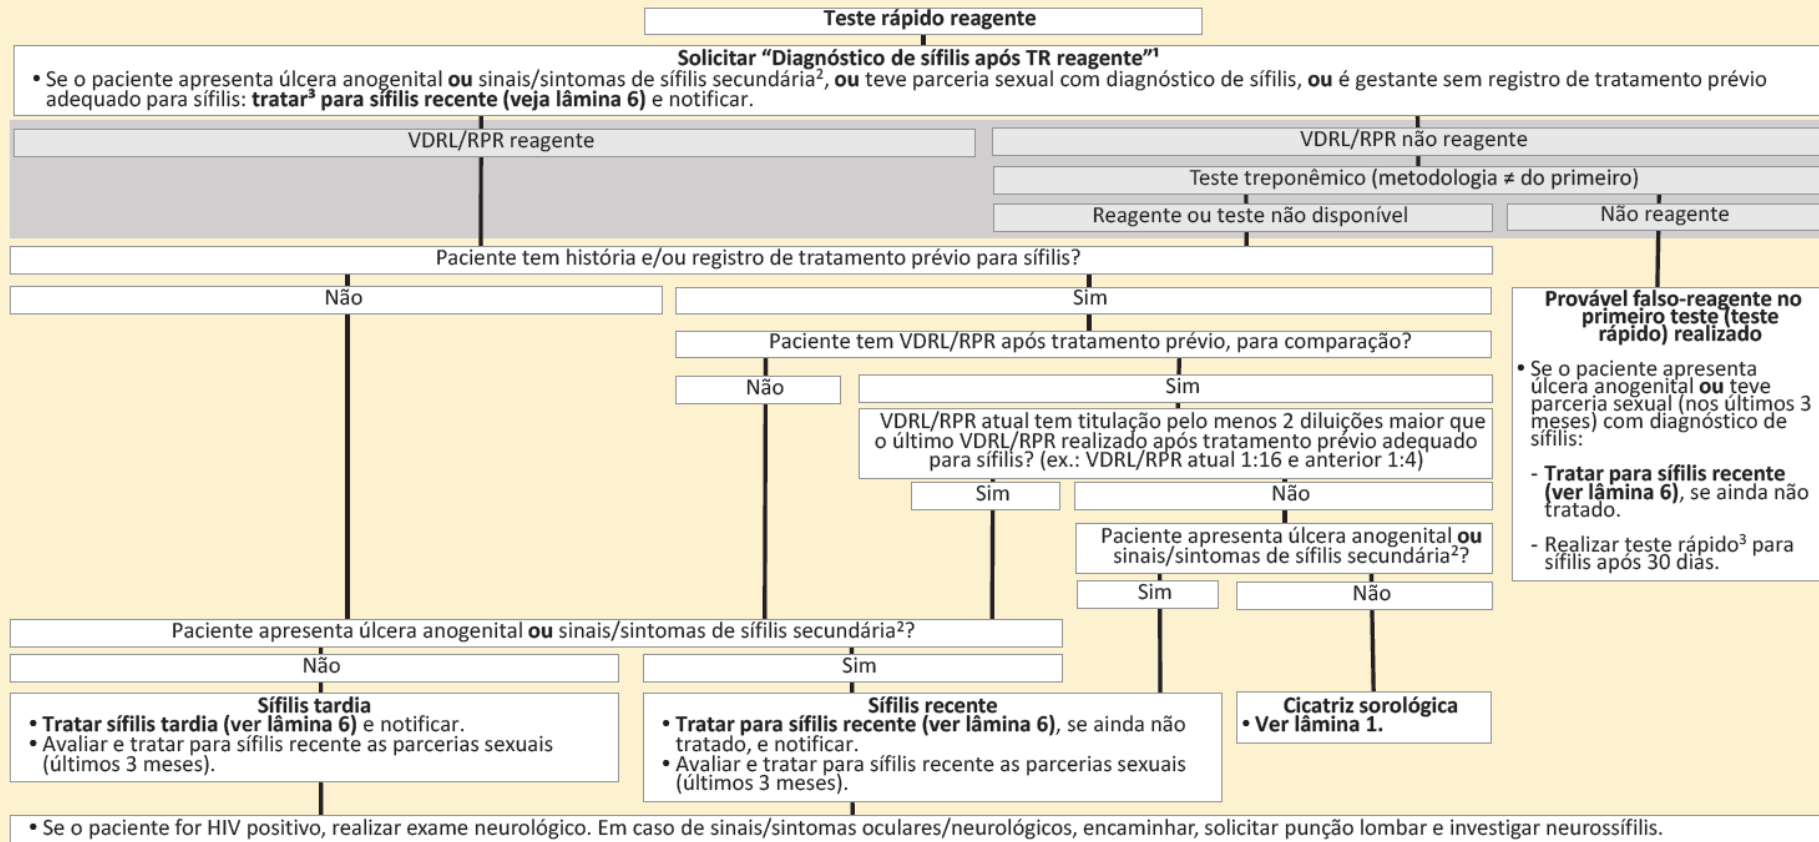 Teste rápido reagente
Solicitar “Diagnóstico de sífilis após TR reagente”¹
• Se o paciente apresenta úlcera anogenital ou sinais/sintomas de sífilis secundária², ou teve parceria sexual com diagnóstico de sífilis, ou é gestante sem registro de tratamento prévio
adequado para sífilis: tratar³ para sífilis recente (veja lâmina 6) e notificar.
VDRL/RPR reagente
VDRL/RPR não reagente
Teste treponêmico (metodologia ≠ do primeiro)
Reagente ou teste não disponível
Não reagente
Paciente tem história e/ou registro de tratamento prévio para sífilis?
Não
Sim
Paciente tem VDRL/RPR após tratamento prévio, para comparação?
Não
Sim
VDRL/RPR atual tem titulação pelo menos 2 diluições maior que
o último VDRL/RPR realizado após tratamento prévio adequado
para sífilis? (ex.: VDRL/RPR atual 1:16 e anterior 1:4)
Sim
Não
Paciente apresenta úlcera anogenital ou
sinais/sintomas de sífilis secundária²?
Sim
Não
Provável falso-reagente no
primeiro teste (teste
rápido) realizado
• Se o paciente apresenta
úlcera anogenital ou teve
parceria sexual (nos últimos 3
meses) com diagnóstico de
sífilis:
- Tratar para sífilis recente
(ver lâmina 6), se ainda não
tratado.
- Realizar teste rápido³ para
sífilis após 30 dias.
Paciente apresenta úlcera anogenital ou sinais/sintomas de sífilis secundária²?
Não
Sim
Sífilis tardia
• Tratar sífilis tardia (ver lâmina 6) e notificar.
• Avaliar e tratar para sífilis recente as parcerias sexuais
(últimos 3 meses).
Sífilis recente
• Tratar para sífilis recente (ver lâmina 6), se ainda não
tratado, e notificar.
• Avaliar e tratar para sífilis recente as parcerias sexuais
(últimos 3 meses).
Cicatriz sorológica
• Ver lâmina 1.
• Se o paciente for HIV positivo, realizar exame neurológico. Em caso de sinais/sintomas oculares/neurológicos, encaminhar, solicitar punção lombar e investigar neurossífilis.